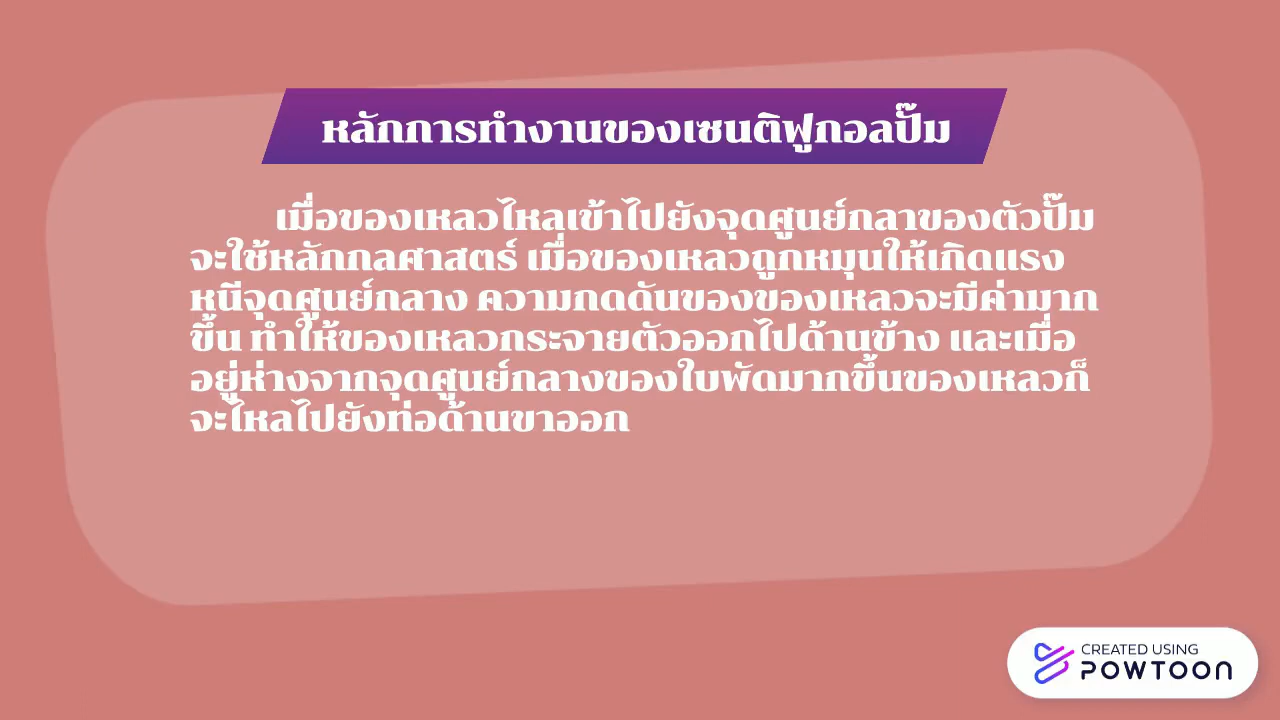 หลักการทำงานของเซนติฟูกอลปั๊ม
เมื่อของเหลวไหลเข้าไปยังจุดศูนย์กลาของตัวปั๊ม
จะใช้หลักกลศาสตร์ เมื่อของเหลวถูกหมุนให้เกิดแรง
หนีจุดศูนย์กลาง ความกดดันของของเหลวจะมีค่ามาก
ขึ้น ทำให้ของเหลวกระจายตัวออกไปด้านข้าง และเมื่อ
อยู่ห่างจากจุดศูนย์กลางของใบพัดมากขึ้นของเหลวก็
จะไหลไปยังท่อด้านขาออก
CREATED USING
POWTOON